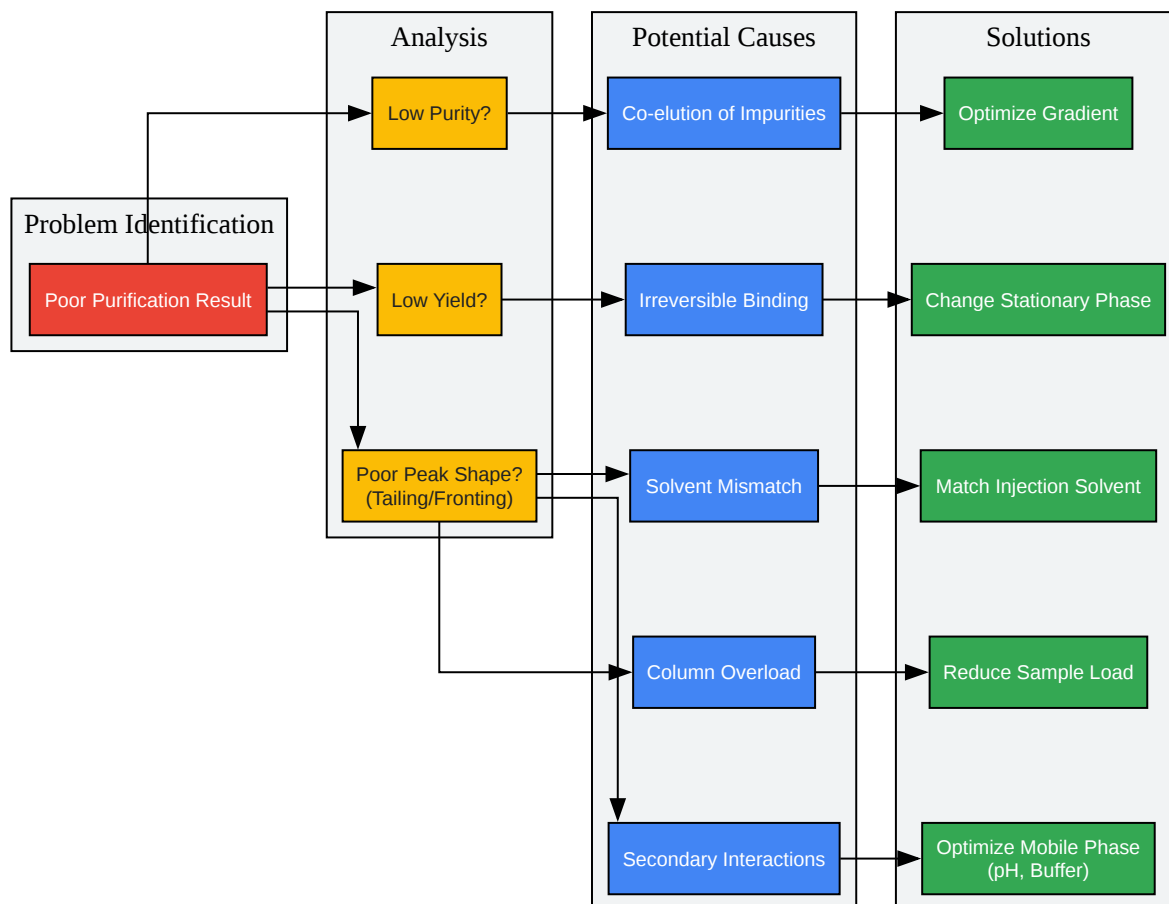 Analysis
Potential Causes
Solutions
Low Purity?
Co-elution of Impurities
Optimize Gradient
Problem Identification
Poor Purification Result
Low Yield?
Irreversible Binding
Change Stationary Phase
Poor Peak Shape?
(Tailing/Fronting)
Solvent Mismatch
Match Injection Solvent
Column Overload
Reduce Sample Load
Secondary Interactions
Optimize Mobile Phase
(pH, Buffer)